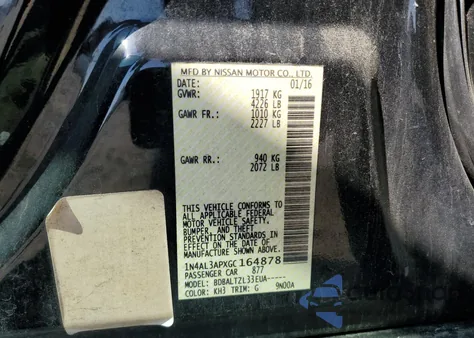 MFD BY NISSAN MOTOR CO., LTD.
DATE: 01/16
GVWR: 1917 KG
4226 LB
GAWR FR.: 1010 KG
2227 LB
GAWR RR.: 940 KG
2072 LB
THIS VEHICLE CONFORMS TO
ALL APPLICABLE FEDERAL
MOTOR VEHICLE SAFETY,
BUMPER, AND THEFT
PREVENTION STANDARDS
IN EFFECT ON THE DATE OF
MANUFACTURE SHOWN ABOVE.
1N4AL3APXGC164878
PASSENGER CAR 877
MODEL: BDBALTZL33EUA-----
COLOR: KH3 TRIM: G 9N00A